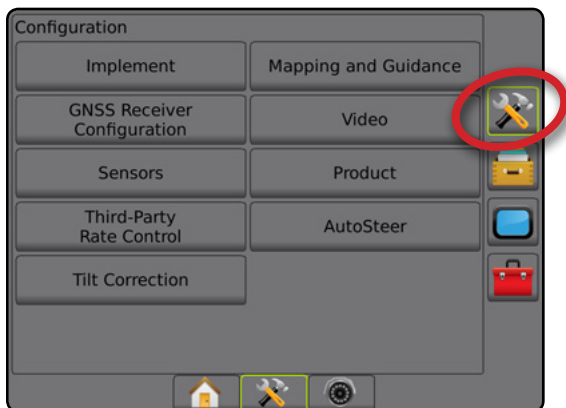 Configuration
Implement
Mapping and Guidance
GNSS Receiver
Configuration
Video
Sensors
Product
Third-Party
Rate Control
AutoSteer
Tilt Correction